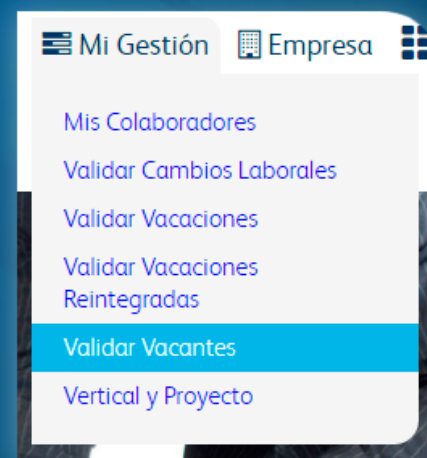 Mi Gestión Empresa
Mis Colaboradores
Validar Cambios Laborales
Validar Vacaciones
Validar Vacaciones
Reintegradas
Validar Vacantes
Vertical y Proyecto